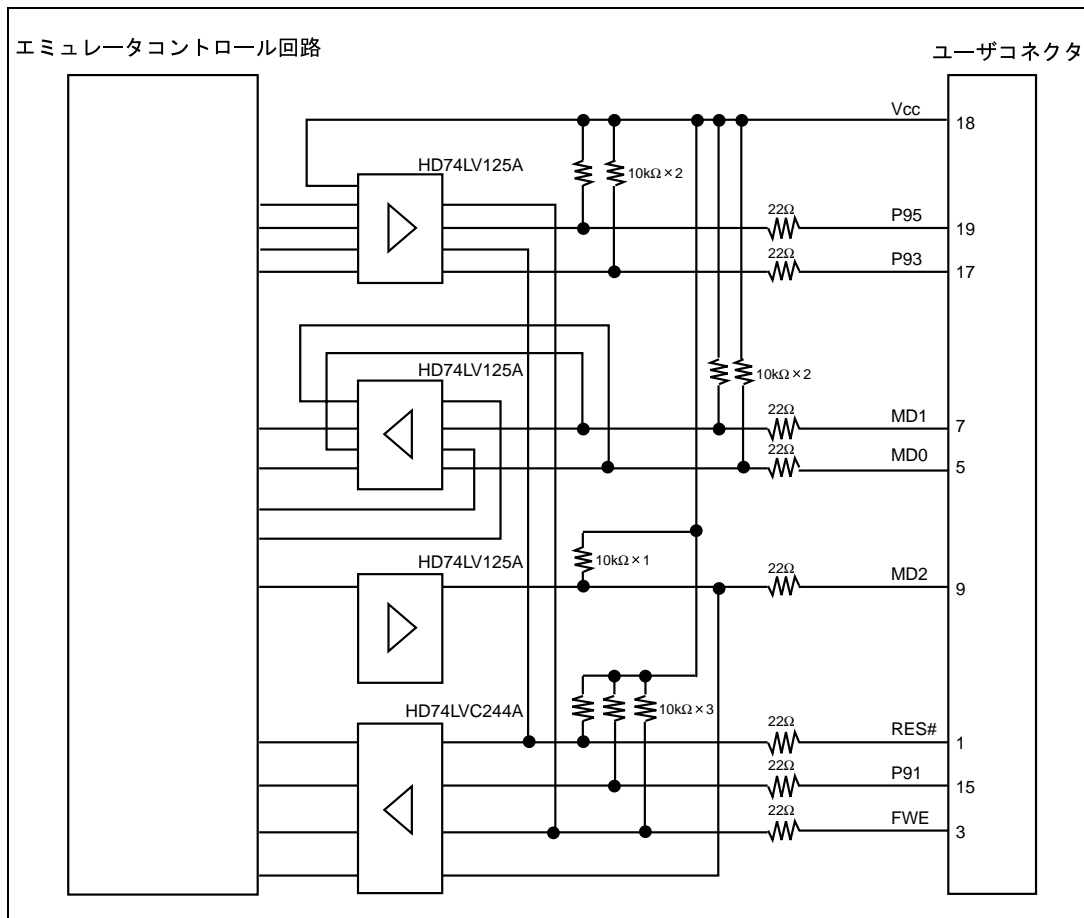 エミュレータコントロール回路
ユーザコネクタ
Vcc
18
HD74LV125A
10kΩ×2
22Ω
P95
19
22Ω
P93
17
HD74LV125A
10kΩ×2
22Ω
MD1
7
22Ω
MD0
5
HD74LV125A
10kΩ×1
22Ω
MD2
9
HD74LVC244A
10kΩ×3
22Ω
RES#
1
22Ω
P91
15
22Ω
FWE
3